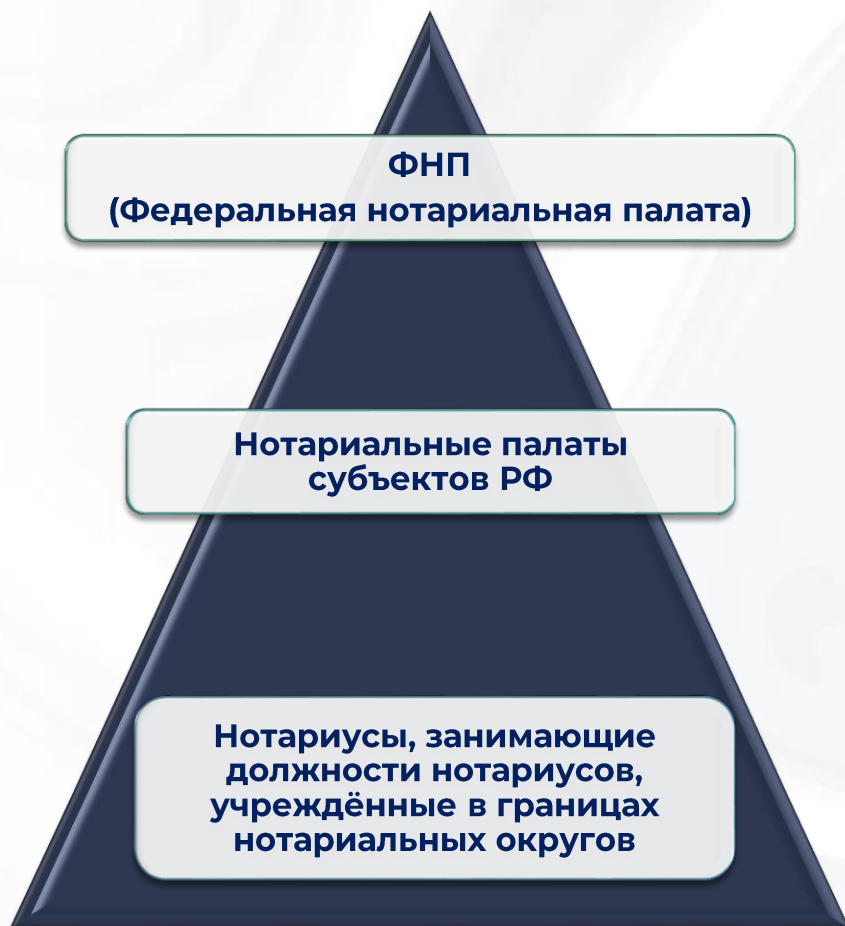 ФНП
(Федеральная нотариальная палата)
Нотариальные палаты
субъектов РФ
Нотариусы, занимающие
должности нотариусов,
учреждённые в границах
нотариальных округов